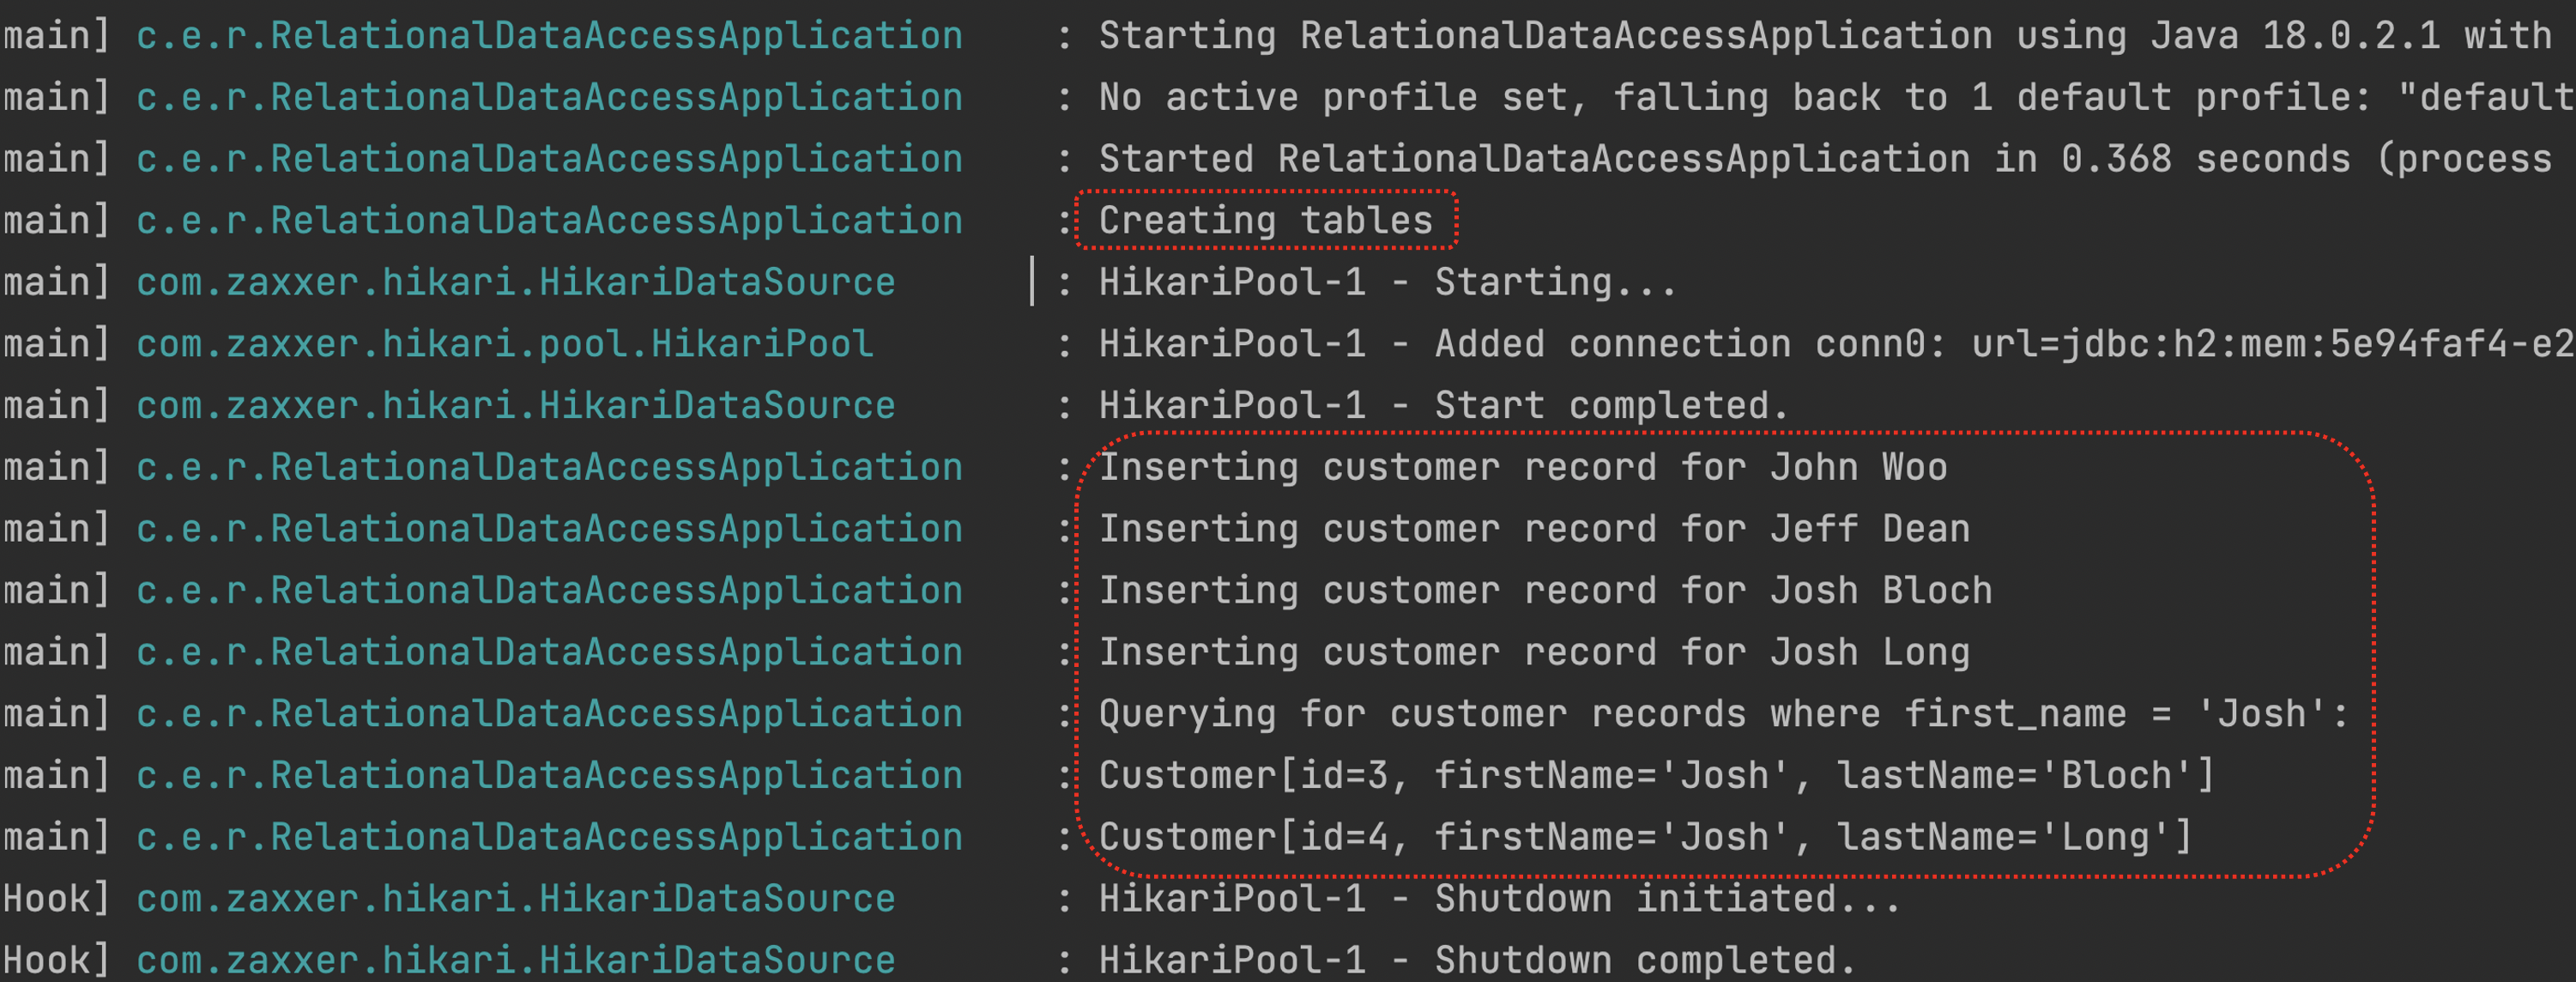 main] c.e.r.RelationalDataAccessApplication : Starting RelationalDataAccessApplication using Java 18.0.2.1 with
main] c.e.r.RelationalDataAccessApplication : No active profile set, falling back to 1 default profile: "default
main] c.e.r.RelationalDataAccessApplication : Started RelationalDataAccessApplication in 0.368 seconds (process
main] c.e.r.RelationalDataAccessApplication : Creating tables
main] com.zaxxer.hikari.HikariDataSource : HikariPool-1 - Starting...
main] com.zaxxer.hikari.pool.HikariPool : HikariPool-1 - Added connection conn0: url=jdbc:h2:mem:5e94faf4-e2
main] com.zaxxer.hikari.HikariDataSource : HikariPool-1 - Start completed.
main] c.e.r.RelationalDataAccessApplication : Inserting customer record for John Woo
main] c.e.r.RelationalDataAccessApplication : Inserting customer record for Jeff Dean
main] c.e.r.RelationalDataAccessApplication : Inserting customer record for Josh Bloch
main] c.e.r.RelationalDataAccessApplication : Inserting customer record for Josh Long
main] c.e.r.RelationalDataAccessApplication : Querying for customer records where first_name = 'Josh':
main] c.e.r.RelationalDataAccessApplication : Customer[id=3, firstName='Josh', lastName='Bloch']
main] c.e.r.RelationalDataAccessApplication : Customer[id=4, firstName='Josh', lastName='Long']
Hook] com.zaxxer.hikari.HikariDataSource : HikariPool-1 - Shutdown initiated...
Hook] com.zaxxer.hikari.HikariDataSource : HikariPool-1 - Shutdown completed.